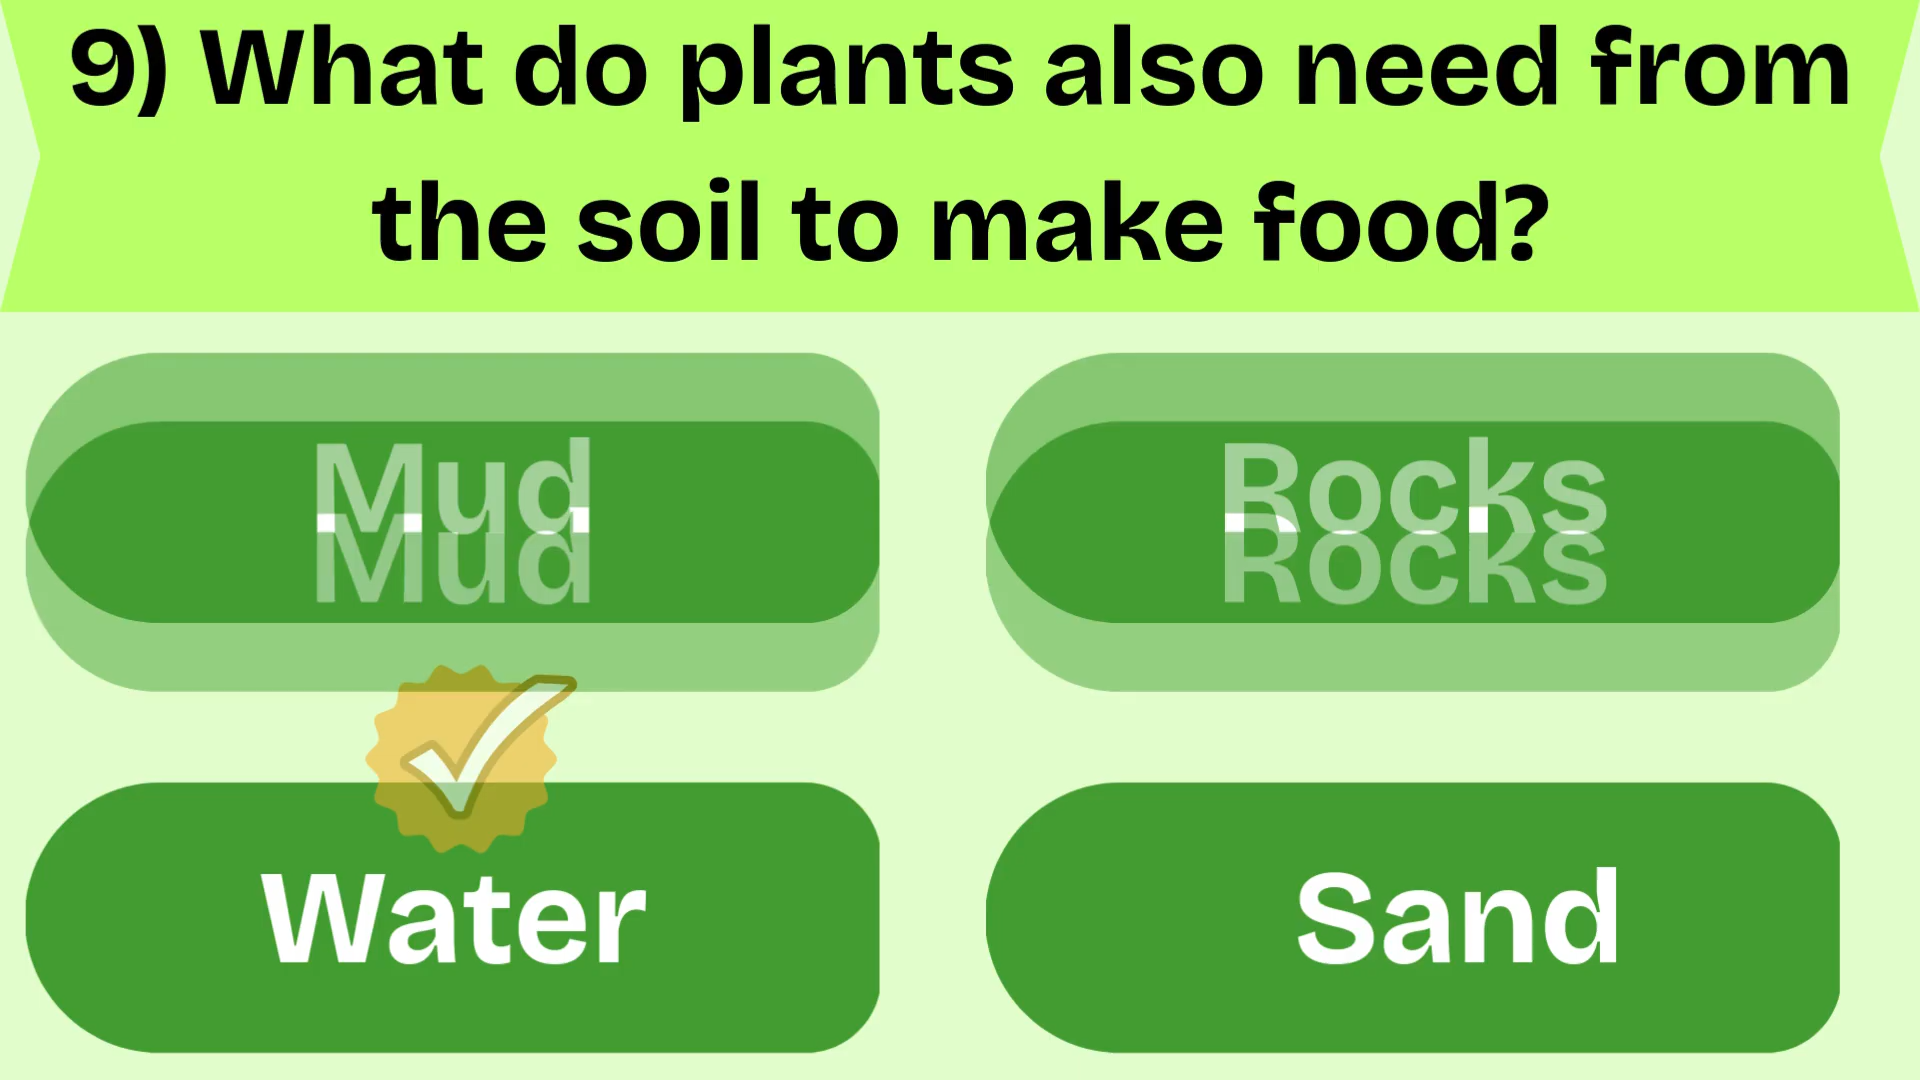 9) What do plants also need from
the soil to make food?
Mud
Rocks
Mud
Rocks
Water
Sand